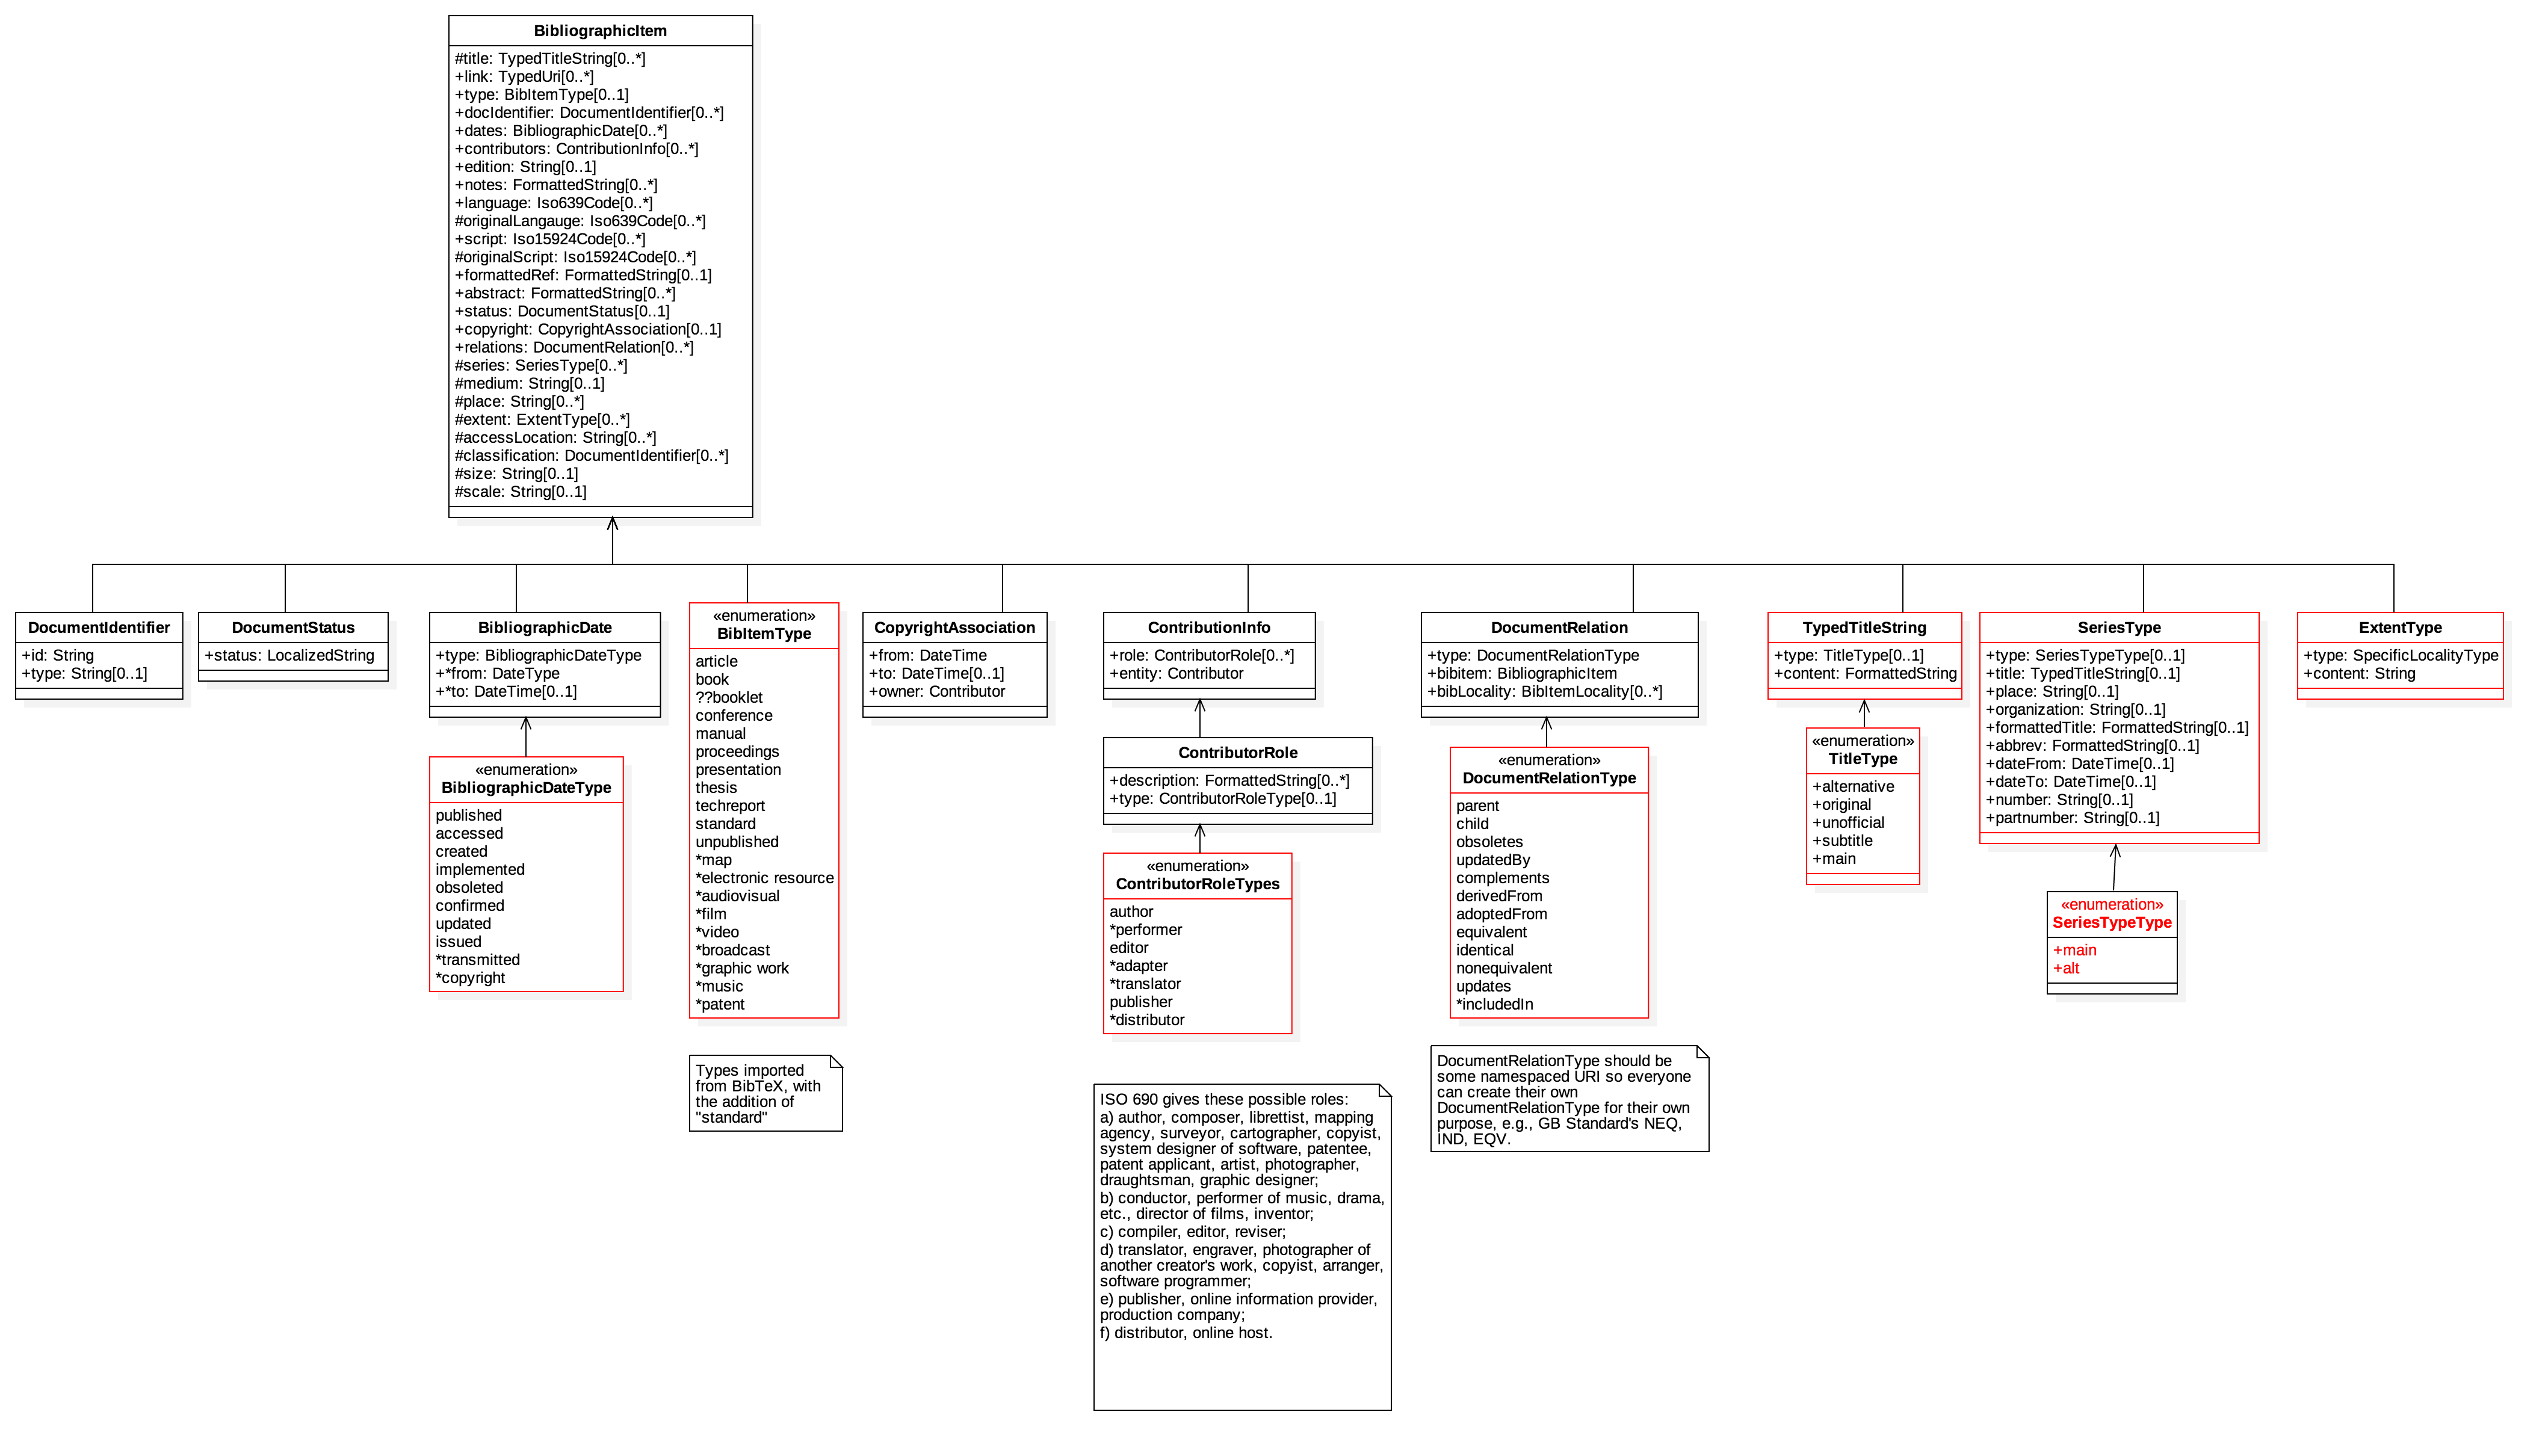 BibliographicItem
#title: TypedTitleString[0..*]
+link: TypedUri[0..*]
+type: BibItemType[0..1]
+docIdentifier: DocumentIdentifier[0..*]
+dates: BibliographicDate[0..*]
+contributors: ContributionInfo[0..*]
+edition: String[0..1]
+notes: FormattedString[0..*]
+language: Iso639Code[0..*]
#originalLangauge: Iso639Code[0..*]
+script: Iso15924Code[0..*]
#originalScript: Iso15924Code[0..*]
+formattedRef: FormattedString[0..1]
+abstract: FormattedString[0..*]
+status: DocumentStatus[0..1]
+copyright: CopyrightAssociation[0..1]
+relations: DocumentRelation[0..*]
#series: SeriesType[0..*]
#medium: String[0..1]
#place: String[0..*]
#extent: ExtentType[0..*]
#accessLocation: String[0..*]
#classification: DocumentIdentifier[0..*]
#size: String[0..1]
#scale: String[0..1]
DocumentIdentifier
+id: String
+type: String[0..1]
DocumentStatus
+status: LocalizedString
BibliographicDate
+type: BibliographicDateType
+*from: DateType
+*to: DateTime[0..1]
«enumeration»
BibliographicDateType
published
accessed
created
implemented
obsoleted
confirmed
updated
issued
*transmitted
*copyright
«enumeration»
BibItemType
article
book
??booklet
conference
manual
proceedings
presentation
thesis
techreport
standard
unpublished
*map
*electronic resource
*audiovisual
*film
*video
*broadcast
*graphic work
*music
*patent
Types imported
from BibTeX, with
the addition of
"standard"
CopyrightAssociation
+from: DateTime
+to: DateTime[0..1]
+owner: Contributor
ContributionInfo
+role: ContributorRole[0..*]
+entity: Contributor
ContributorRole
+description: FormattedString[0..*]
+type: ContributorRoleType[0..1]
«enumeration»
ContributorRoleTypes
author
*performer
editor
*adapter
*translator
publisher
*distributor
ISO 690 gives these possible roles:
a) author, composer, librettist, mapping
agency, surveyor, cartographer, copyist,
system designer of software, patentee,
patent applicant, artist, photographer,
draughtsman, graphic designer;
b) conductor, performer of music, drama,
etc., director of films, inventor;
c) compiler, editor, reviser;
d) translator, engraver, photographer of
another creator's work, copyist, arranger,
software programmer;
e) publisher, online information provider,
production company;
f) distributor, online host.
DocumentRelation
+type: DocumentRelationType
+bibitem: BibliographicItem
+bibLocality: BibItemLocality[0..*]
«enumeration»
DocumentRelationType
parent
child
obsoletes
updatedBy
complements
derivedFrom
adoptedFrom
equivalent
identical
nonequivalent
updates
*includedIn
DocumentRelationType should be
some namespaced URI so everyone
can create their own
DocumentRelationType for their own
purpose, e.g., GB Standard's NEQ,
IND, EQV.
TypedTitleString
+type: TitleType[0..1]
+content: FormattedString
«enumeration»
TitleType
+alternative
+original
+unofficial
+subtitle
+main
SeriesType
+type: SeriesTypeType[0..1]
+title: TypedTitleString[0..1]
+place: String[0..1]
+organization: String[0..1]
+formattedTitle: FormattedString[0..1]
+abbrev: FormattedString[0..1]
+dateFrom: DateTime[0..1]
+dateTo: DateTime[0..1]
+number: String[0..1]
+partnumber: String[0..1]
«enumeration»
SeriesTypeType
+main
+alt
ExtentType
+type: SpecificLocalityType
+content: String